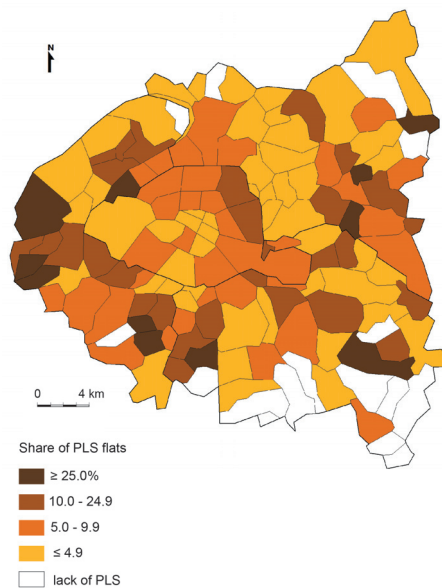 N
0 4 km
Share of PLS flats
≥ 25.0%
10.0 - 24.9
5.0 - 9.9
≤ 4.9
lack of PLS